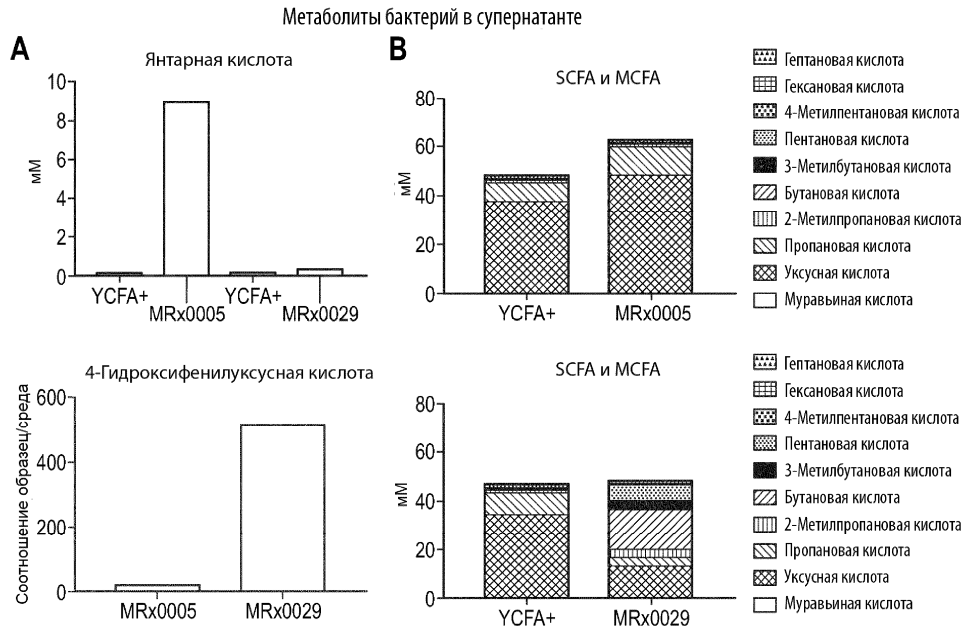 Метаболиты бактерий в супернатанте
A
Янтарная кислота
мМ
10
8
6
4
2
0
YCFA+
MRx0005
YCFA+
MRx0029
4-Гидроксифенилуксусная кислота
Соотношение образец/среда
600
400
200
0
MRx0005
MRx0029
B
SCFA и MCFA
мМ
80
60
40
20
0
YCFA+
MRx0005
Гептановая кислота
Гексановая кислота
4-Метилпентановая кислота
Пентановая кислота
3-Метилбутановая кислота
Бутановая кислота
2-Метилпропановая кислота
Пропановая кислота
Уксусная кислота
Муравьиная кислота
SCFA и MCFA
мМ
80
60
40
20
0
YCFA+
MRx0029
Гептановая кислота
Гексановая кислота
4-Метилпентановая кислота
Пентановая кислота
3-Метилбутановая кислота
Бутановая кислота
2-Метилпропановая кислота
Пропановая кислота
Уксусная кислота
Муравьиная кислота